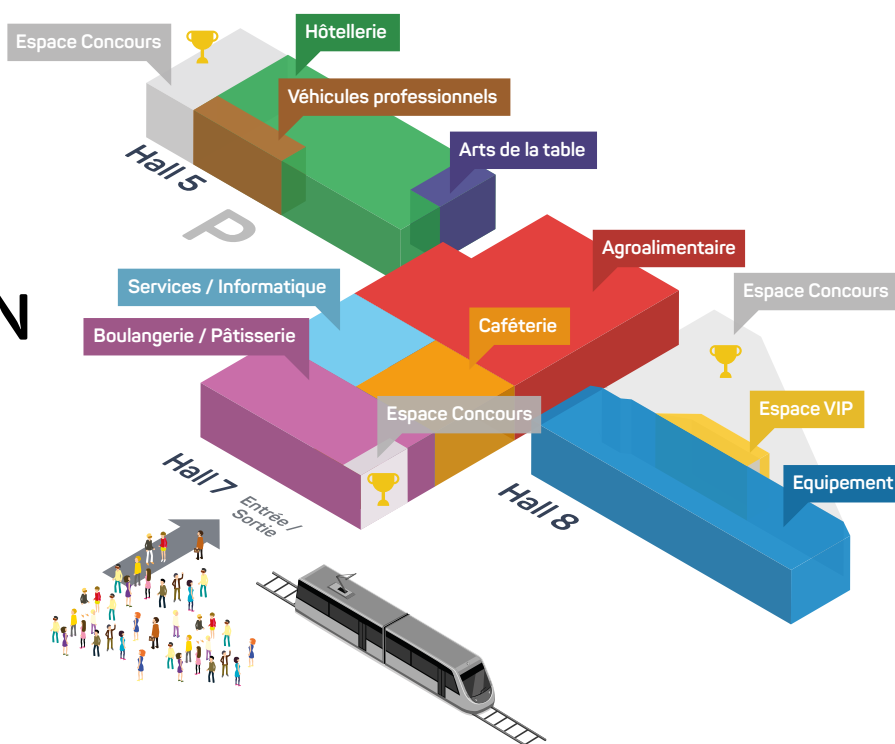 Espace Concours
Hôtellerie
Véhicules professionnels
Arts de la table
Hall 5
P
Agroalimentaire
Services / Informatique
Espace Concours
N
Caféterie
Boulangerie / Pâtisserie
Espace Concours
Espace VIP
Equipement
Hall 7
Entrée /
Sortie
Hall 8